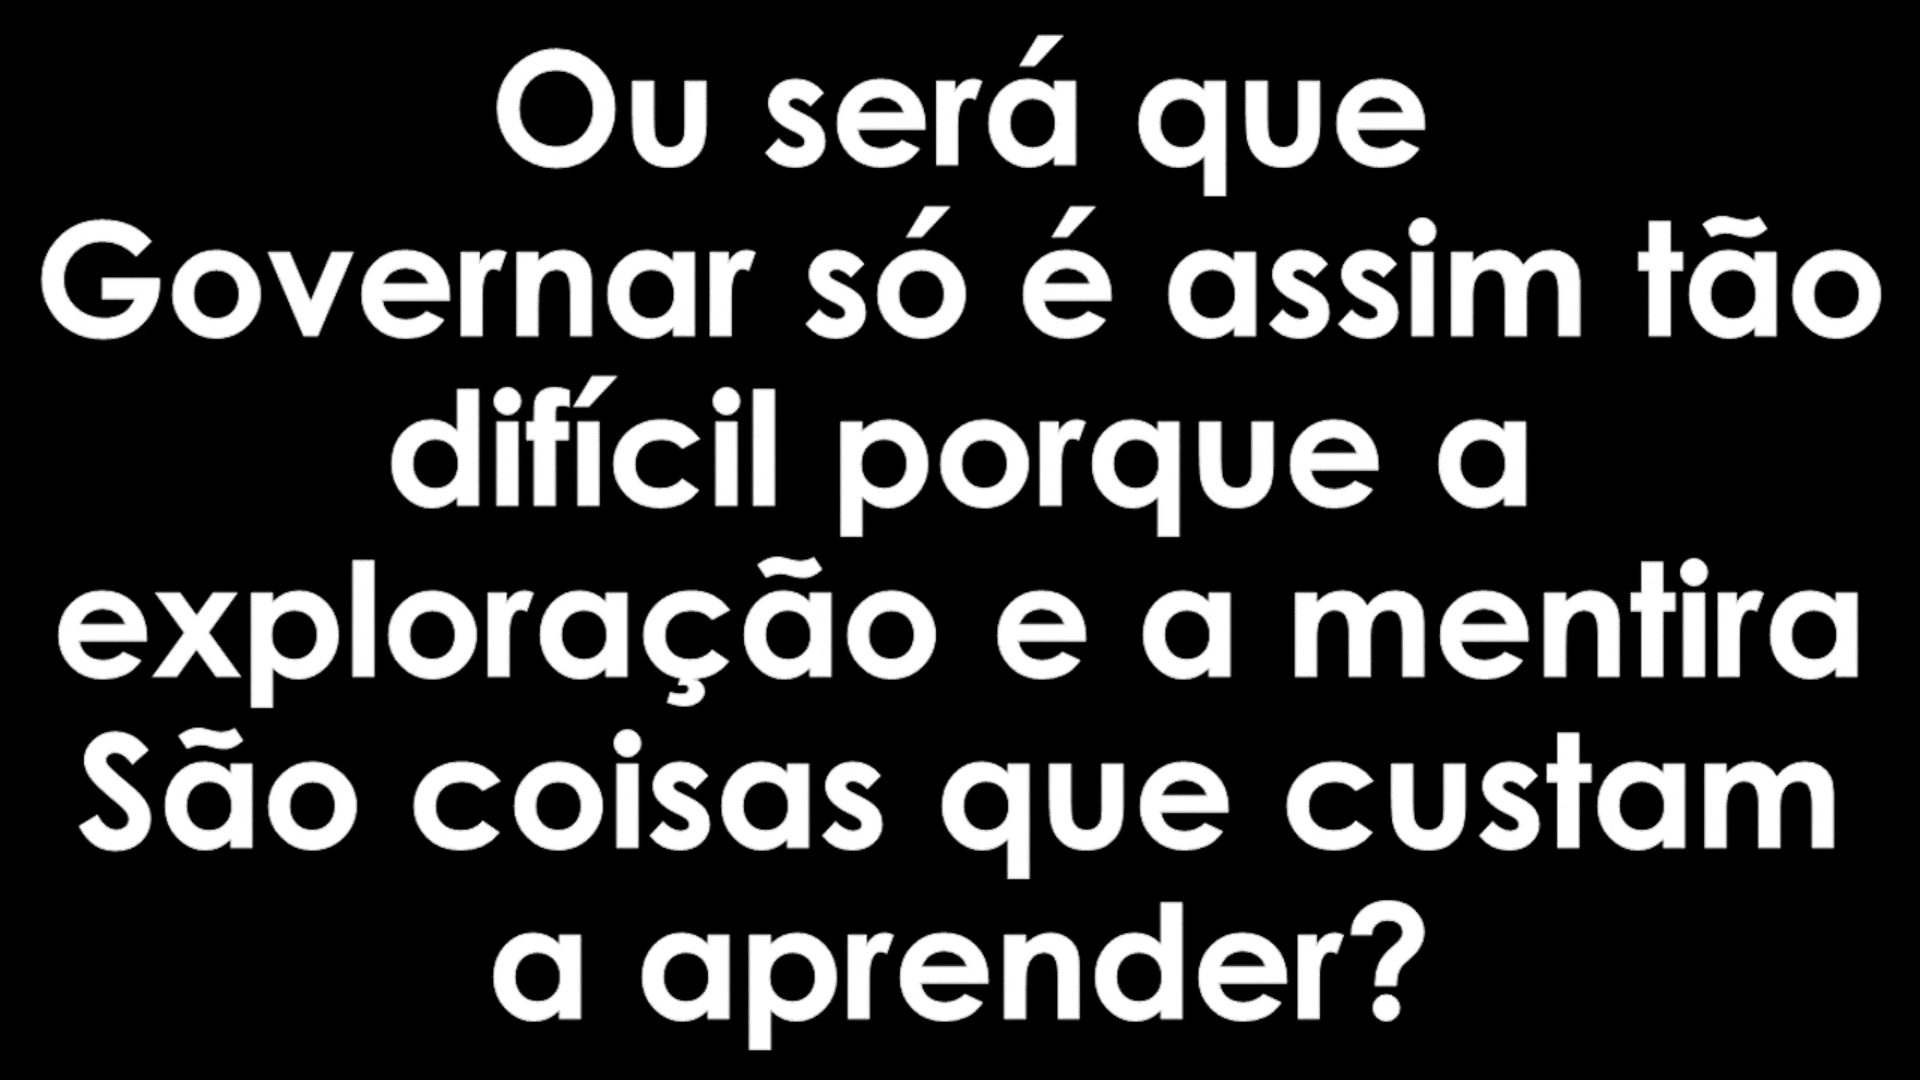 Ou será que
Governar só é assim tão
difícil porque a
exploração e a mentira
São coisas que custam
a aprender?